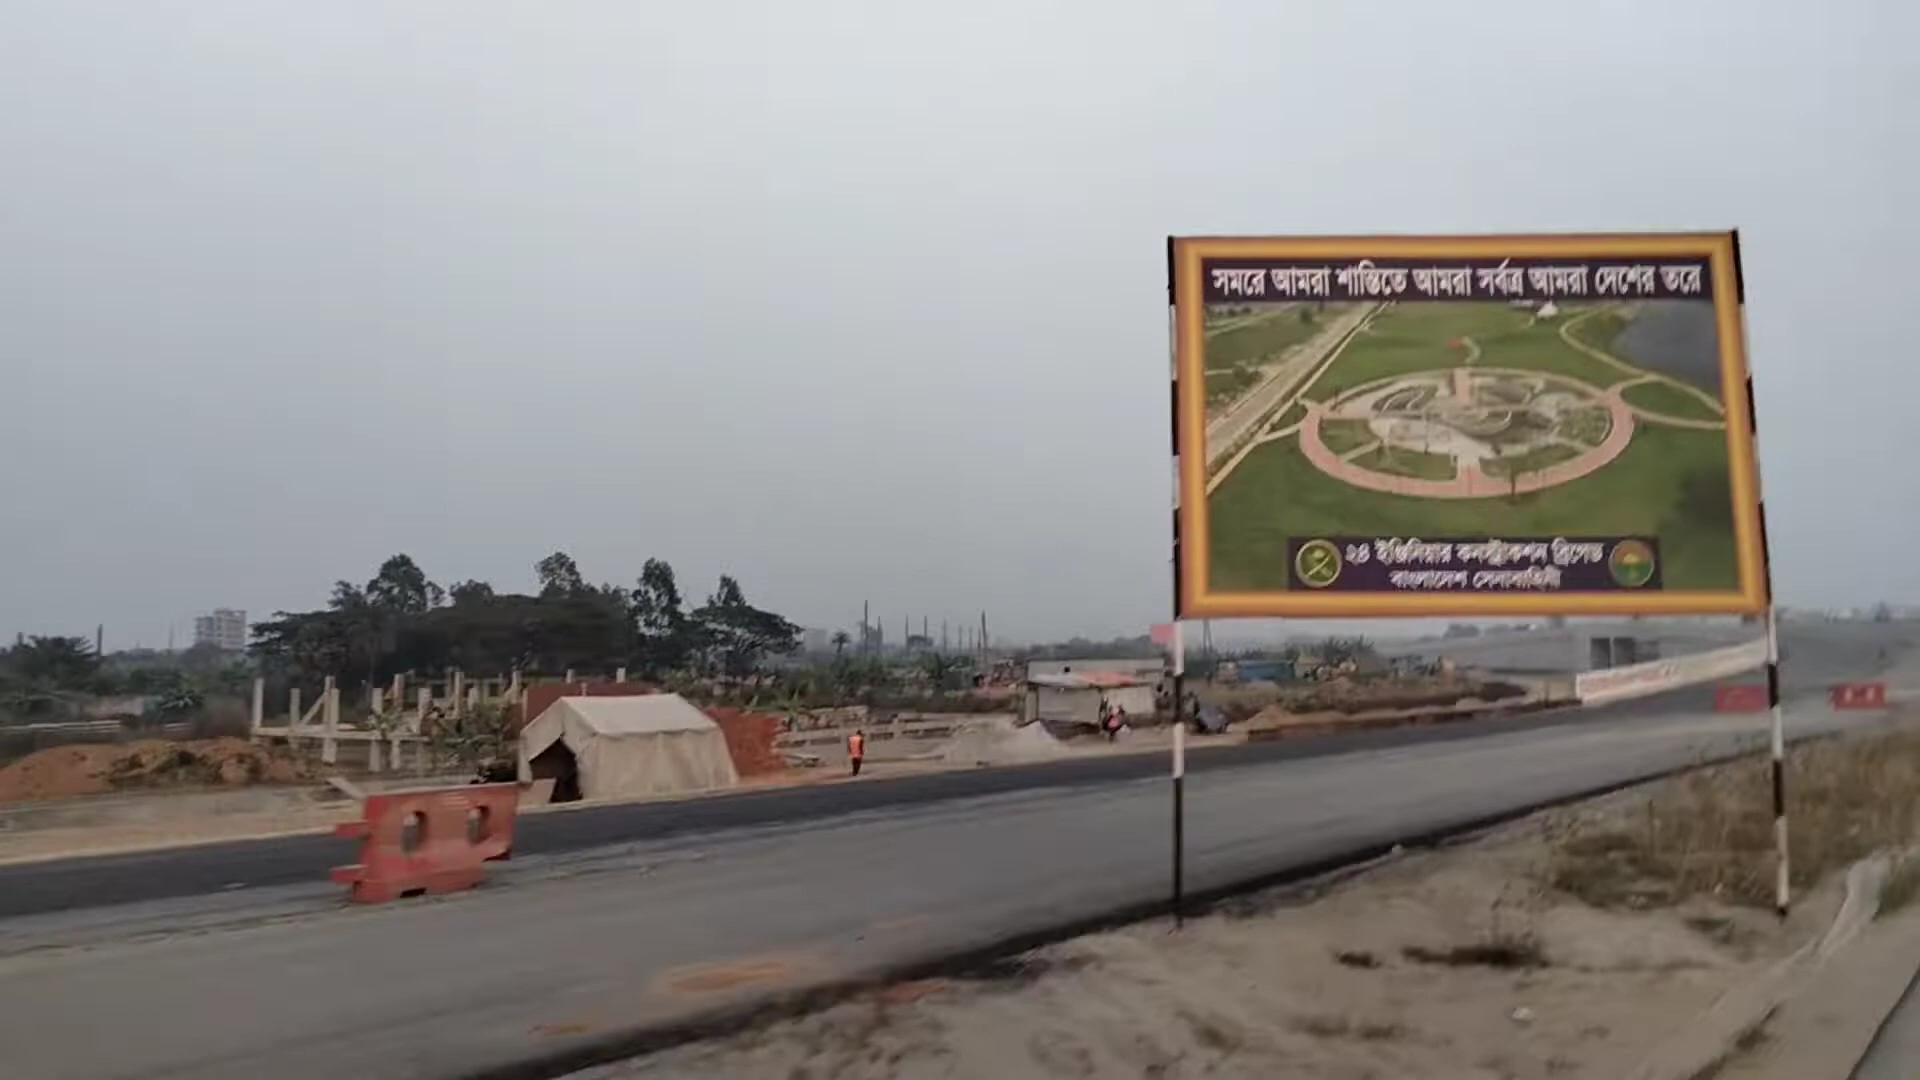 সমরে আমরা শান্তিতে আমরা সর্বত্র আমরা দেশের তরে
২৪ ইঞ্জিনিয়ার কনস্ট্রাকশন ব্রিগেড
বাংলাদেশ সেনাবাহিনী